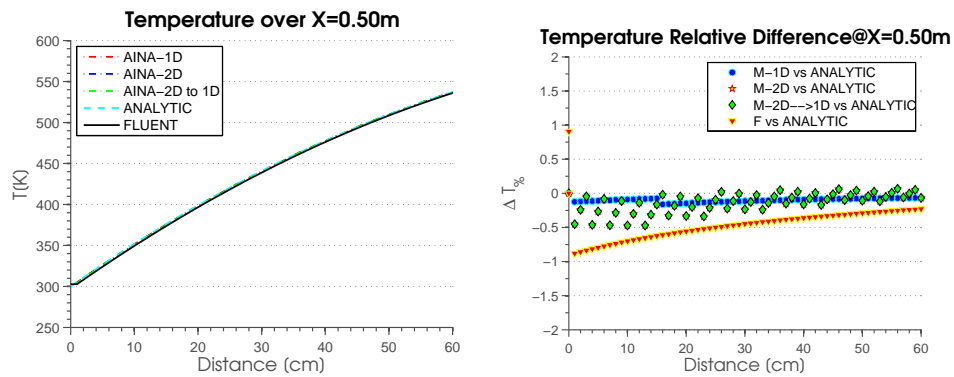 Temperature over X=0.50m
600
550
500
450
400
350
300
250
0
10
20
30
40
50
60
T(K)
Distance (cm)
AINA−1D
AINA−2D
AINA−2D to 1D
ANALYTIC
FLUENT
Temperature Relative Difference@X=0.50m
2
1.5
1
0.5
0
−0.5
−1
−1.5
−2
0
10
20
30
40
50
60
Δ T%
Distance (cm)
M−1D vs ANALYTIC
M−2D vs ANALYTIC
M−2D−−>1D vs ANALYTIC
F vs ANALYTIC